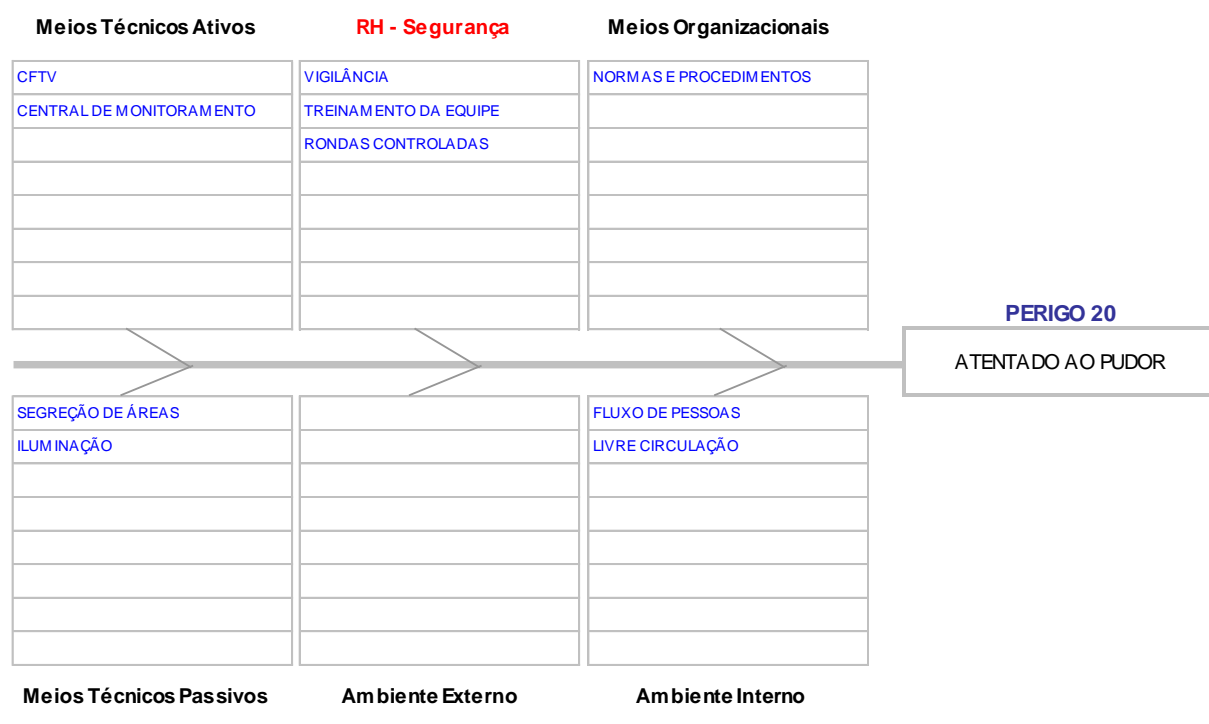 Meios Técnicos Ativos
RH - Segurança
Meios Organizacionais
CFTV
VIGILÂNCIA
NORMAS E PROCEDIMENTOS
CENTRAL DE MONITORAMENTO
TREINAMENTO DA EQUIPE
RONDAS CONTROLADAS
PERIGO 20
ATENTADO AO PUDOR
SEGREÇÃO DE ÁREAS
FLUXO DE PESSOAS
ILUMINAÇÃO
LIVRE CIRCULAÇÃO
Meios Técnicos Passivos
Ambiente Externo
Ambiente Interno